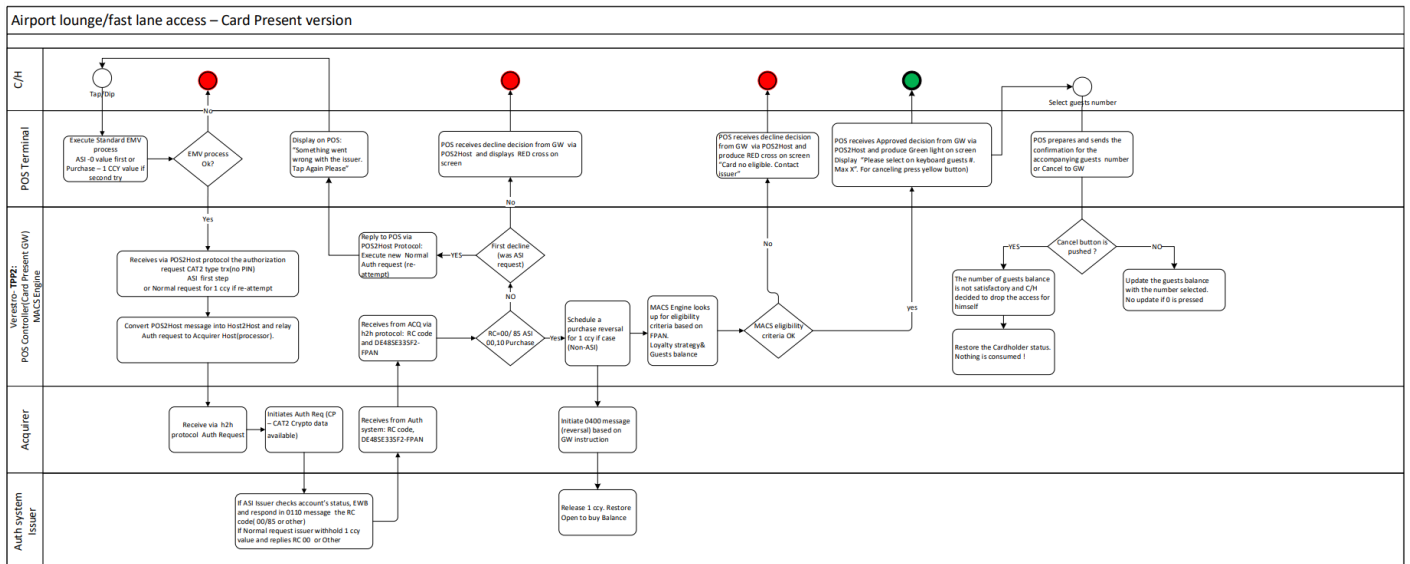 Airport lounge/fast lane access – Card Present version
C/H
Tap/Dip
No
Select guests number
POS Terminal
Execute Standard EMV
process
ASI -0 value first or
Purchase – 1 CCY value if
second try
EMV process
Ok?
Display on POS:
"Something went
wrong with the issuer.
Tap Again Please"
POS receives decline decision from GW via
POS2Host and displays RED cross on
screen
POS receives decline decision
from GW via POS2Host and
produce RED cross on screen
"Card no eligible. Contact
issuer"
POS receives Approved decision from GW via
POS2Host and produce Green light on screen
Display "Please select on keyboard guests #.
Max X". For canceling press yellow button)
POS prepares and sends the
confirmation for the
accompanying guests number
or Cancel to GW
Verestro- TPP2:
POS Controller(Card Present GW)
MACS Engine
Yes
Receives via POS2Host protocol the authorization
request CAT2 type trx(no PIN)
ASI first step
or Normal request for 1 ccy if re-attempt
Convert POS2Host message into Host2Host and relay
Auth request to Acquirer Host(processor).
Reply to POS via
POS2Host Protocol:
Execute new Normal
Auth request (re-
attempt)
YES
First decline
(was ASI
request)
No
NO
Receives from ACQ via
h2h protocol: RC code
and DE48SE33SF2-
FPAN
RC=00/ 85 ASI
00,10 Purchase
Yes
Schedule a
purchase reversal
for 1 ccy if case
(Non-ASI)
MACS Engine looks
up for eligibility
criteria based on
FPAN.
Loyalty strategy&
Guests balance
No
MACS eligibility
criteria OK
yes
Cancel button is
pushed ?
YES
NO
The number of guests balance
is not satisfactory and C/H
decided to drop the access for
himself
Update the guests balance
with the number selected.
No update if 0 is pressed
Restore the Cardholder status.
Nothing is consumed !
Acquirer
Receive via h2h
protocol Auth Request
Initiates Auth Req (CP
– CAT2 Crypto data
available)
Receives from Auth
system: RC code,
DE48SE33SF2-FPAN
Initiate 0400 message
(reversal) based on
GW instruction
Auth system
Issuer
If ASI Issuer checks account's status, EWB
and respond in 0110 message the RC
code( 00/85 or other)
If Normal request issuer withhold 1 ccy
value and replies RC 00 or Other
Release 1 ccy. Restore
Open to buy Balance